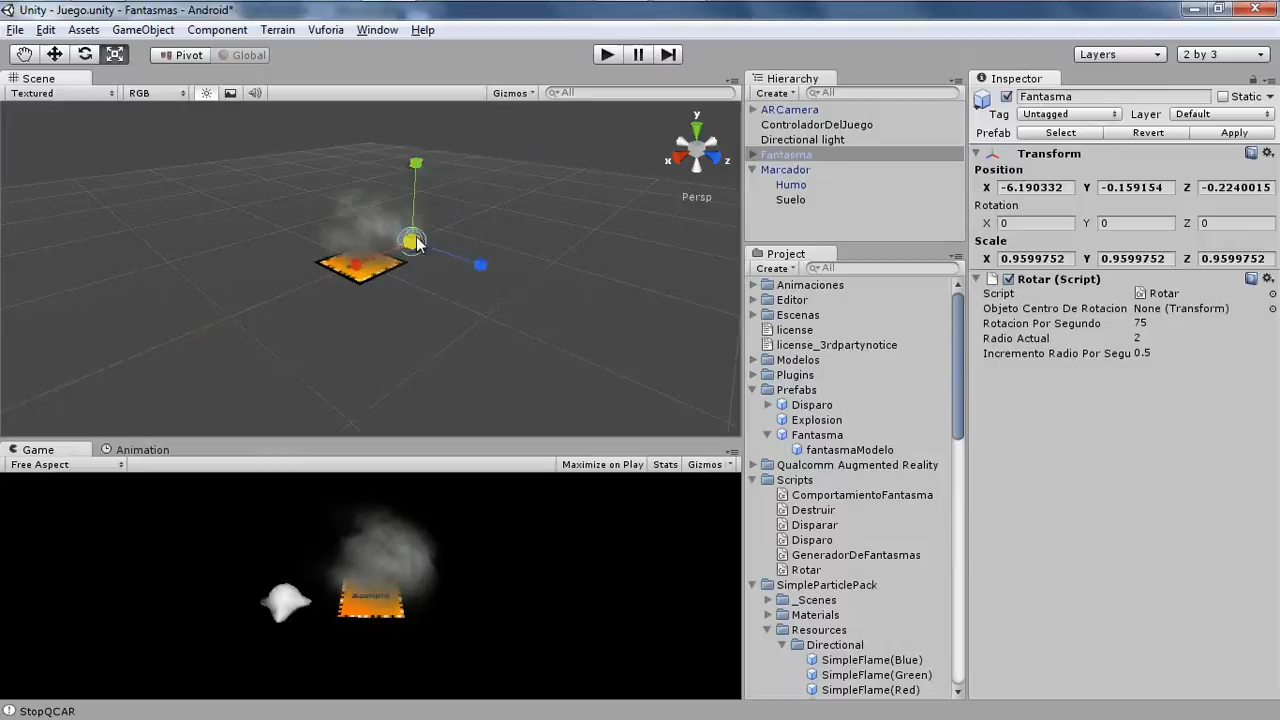 Unity - Juego.unity - Fantasmas - Android*
File Edit Assets GameObject Component Terrain Vuforia Window Help
Pivot Global Layers 2 by 3
Scene
Textured RGB Gizmos All
y
x z
Persp
Game Animation
Free Aspect Maximize on Play Stats Gizmos
sample
Hierarchy
Create All
ARCamera
ControladorDelJuego
Directional light
Fantasma
Marcador
Humo
Suelo
Project
Create All
Animaciones
Editor
Escenas
license
license_3rdpartynotice
Modelos
Plugins
Prefabs
Disparo
Explosion
Fantasma
fantasmaModelo
Qualcomm Augmented Reality
Scripts
ComportamientoFantasma
Destruir
Disparar
Disparo
GeneradorDeFantasmas
Rotar
SimpleParticlePack
_Scenes
Materials
Resources
Directional
SimpleFlame(Blue)
SimpleFlame(Green)
SimpleFlame(Red)
Inspector
Fantasma Static
Tag Untagged Layer Default
Prefab Select Revert Apply
Transform
Position
X -6.190332 Y -0.159154 Z -0.2240015
Rotation
X 0 Y 0 Z 0
Scale
X 0.9599752 Y 0.9599752 Z 0.9599752
Rotar (Script)
Script Rotar
Objeto Centro De Rotacion None (Transform)
Rotacion Por Segundo 75
Radio Actual 2
Incremento Radio Por Segu 0.5
StopQCAR